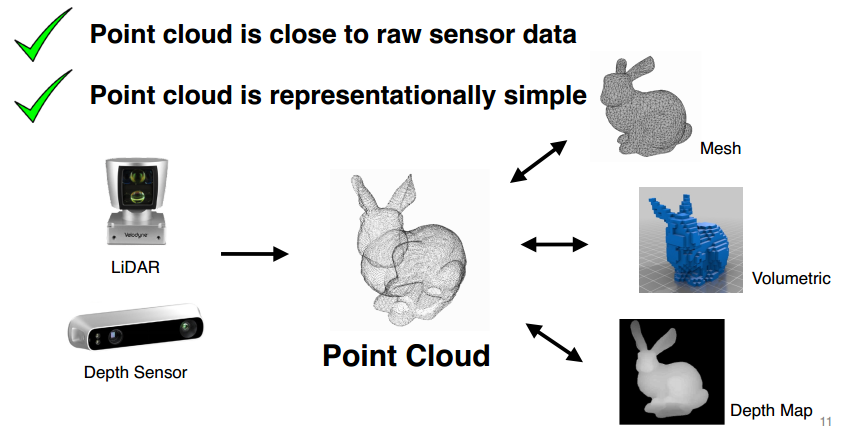 Point cloud is close to raw sensor data
Point cloud is representationally simple
Mesh
Velodyne
LiDAR
Volumetric
Depth Sensor
Point Cloud
Depth Map
11